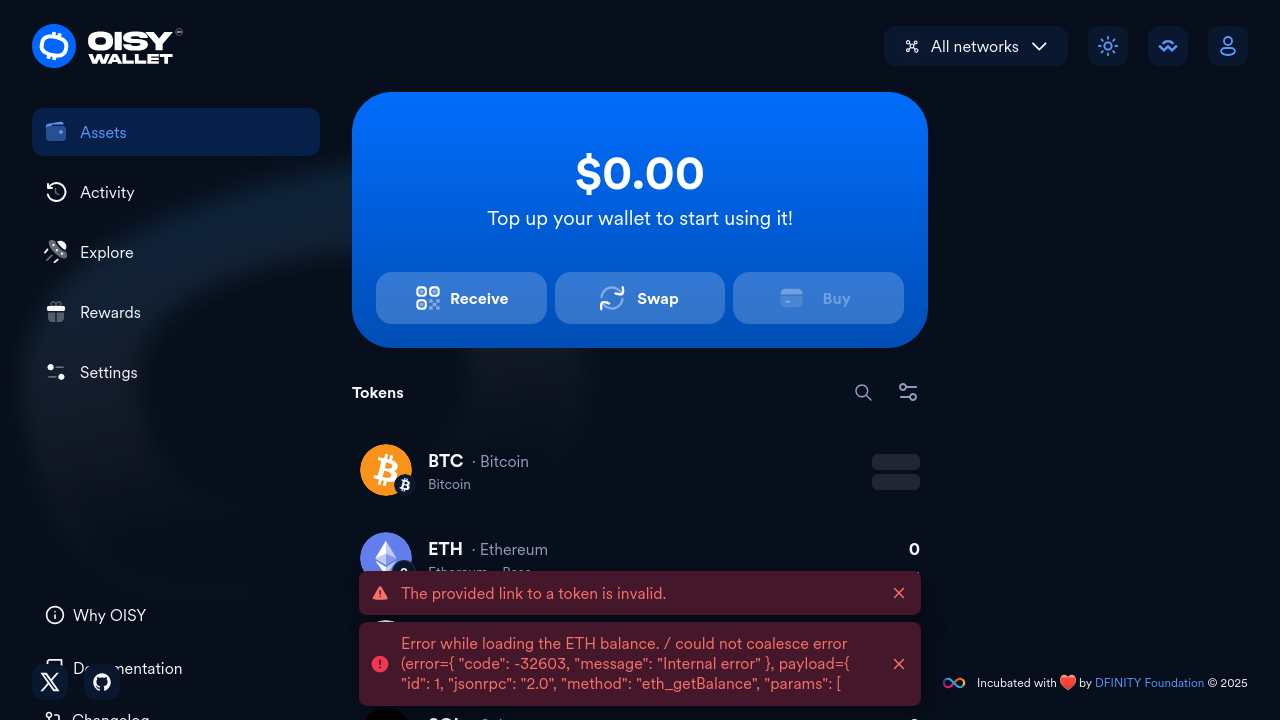 OISY
WALLET
All networks
Assets
Activity
Explore
Rewards
Settings
$0.00
Top up your wallet to start using it!
Receive
Swap
Buy
Tokens
BTC · Bitcoin
Bitcoin
ETH · Ethereum
0
The provided link to a token is invalid.
Error while loading the ETH balance. / could not coalesce error
(error={ "code": -32603, "message": "Internal error" }, payload={
"id": 1, "jsonrpc": "2.0", "method": "eth_getBalance", "params": [
Why OISY
Documentation
Changelog
Incubated with ❤️ by DFINITY Foundation © 2025